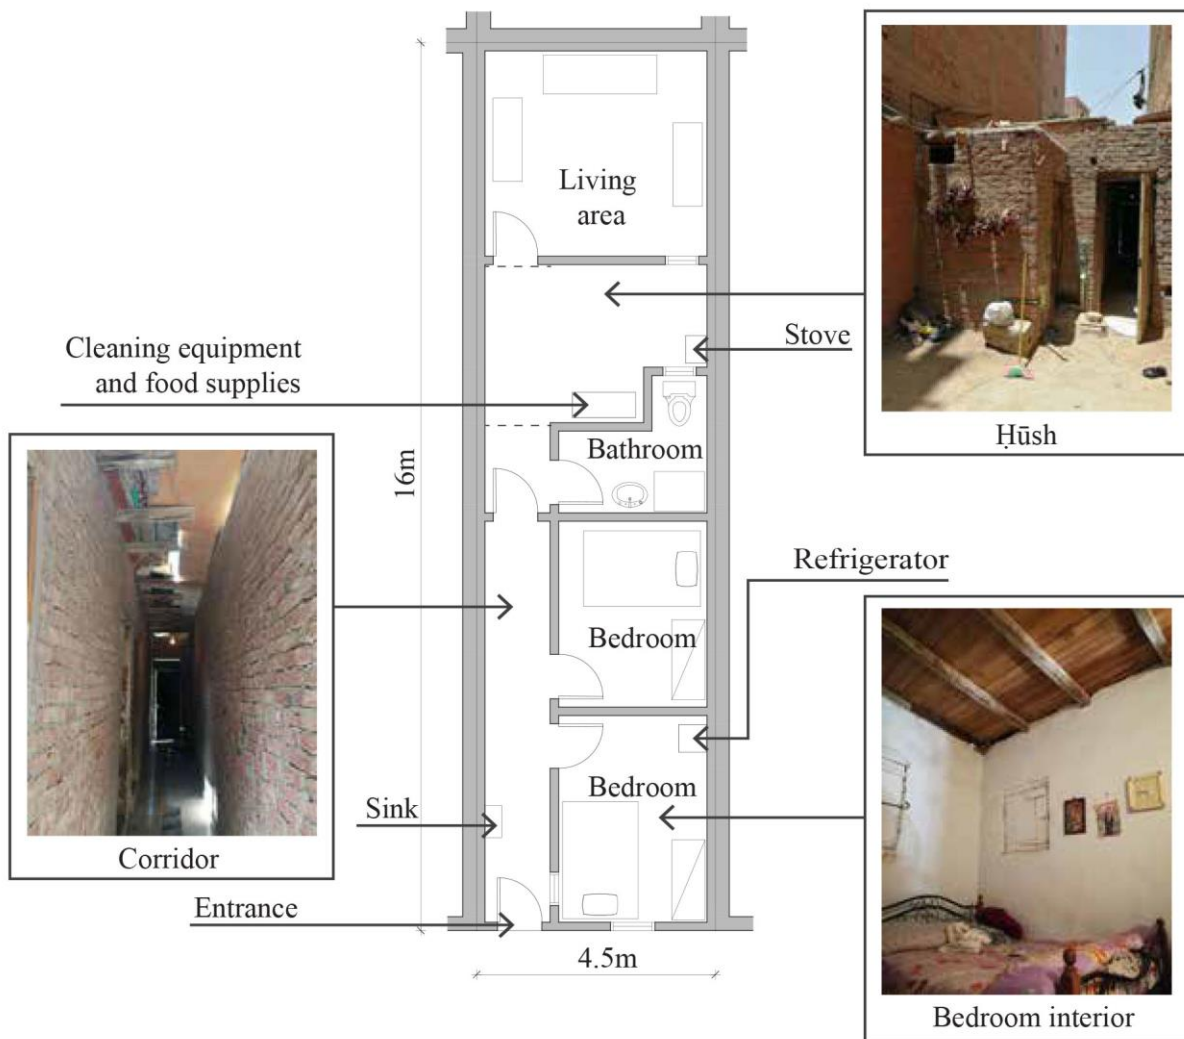 Living
area
Ḥūsh
Stove
Cleaning equipment
and food supplies
16m
Bathroom
Corridor
Refrigerator
Bedroom
Bedroom
Sink
Entrance
4.5m
Bedroom interior